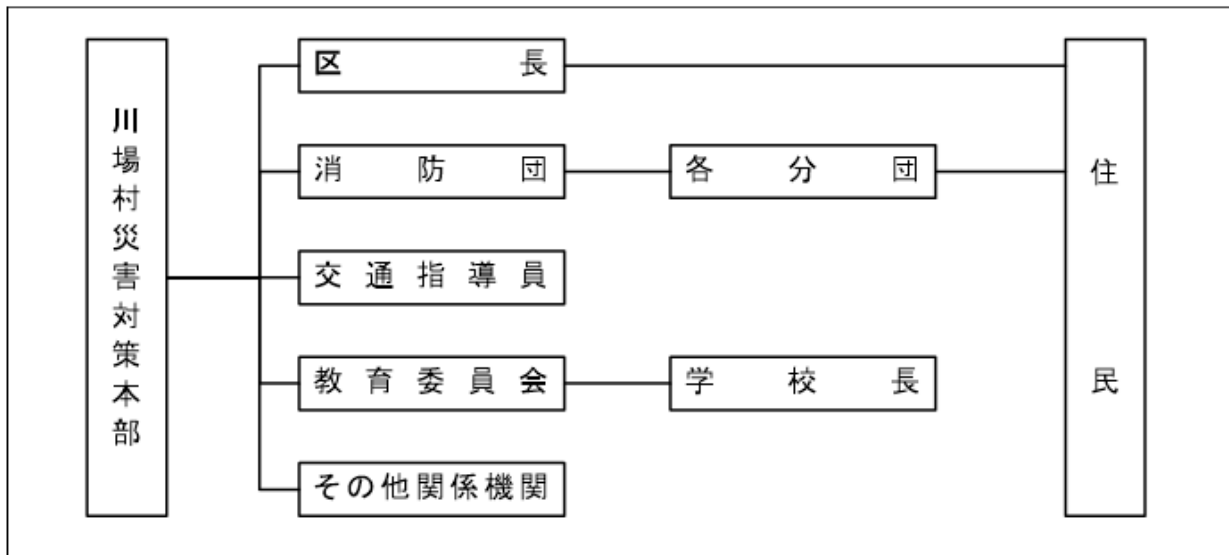 川場村災害対策本部
区長
消防団
各分団
交通指導員
教育委員会
学校長
その他関係機関
住民